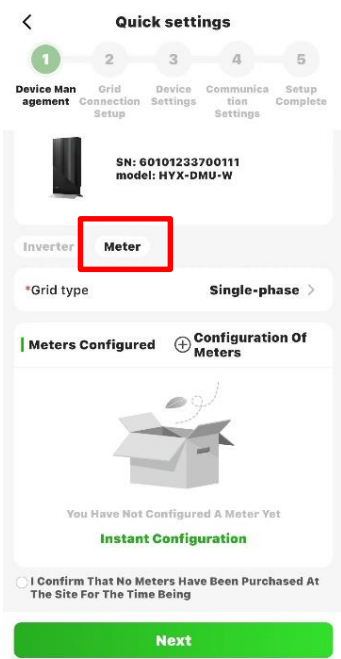 Quick settings
1 2 3 4 5
Device Man Grid Device Communica Setup
agement Connection Settings tion Complete
Setup Settings
SN: 60101233700111
model: HYX-DMU-W
Inverter Meter
*Grid type Single-phase
Meters Configured Configuration Of
Meters
You Have Not Configured A Meter Yet
Instant Configuration
I Confirm That No Meters Have Been Purchased At
The Site For The Time Being
Next